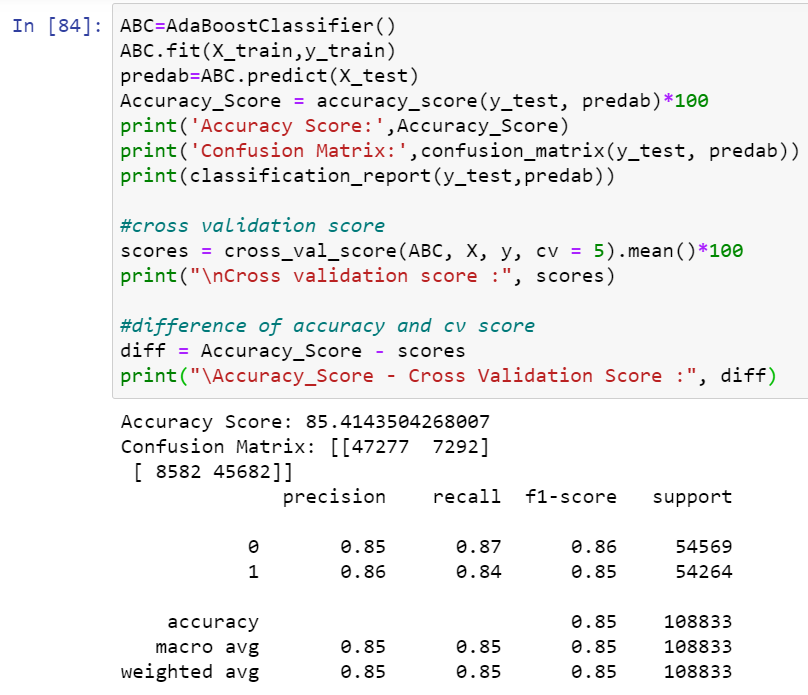 In [84]: ABC=AdaBoostClassifier()
ABC.fit(X_train,y_train)
predab=ABC.predict(X_test)
Accuracy_Score = accuracy_score(y_test, predab)*100
print('Accuracy Score:',Accuracy_Score)
print('Confusion Matrix:',confusion_matrix(y_test, predab))
print(classification_report(y_test,predab))

#cross validation score
scores = cross_val_score(ABC, X, y, cv = 5).mean()*100
print("\nCross validation score :", scores)

#difference of accuracy and cv score
diff = Accuracy_Score - scores
print("\Accuracy_Score - Cross Validation Score :", diff)

Accuracy Score: 85.4143504268007
Confusion Matrix: [[47277  7292]
 [ 8582 45682]]
              precision    recall  f1-score   support

           0       0.85      0.87      0.86     54569
           1       0.86      0.84      0.85     54264

    accuracy                           0.85    108833
   macro avg       0.85      0.85      0.85    108833
weighted avg       0.85      0.85      0.85    108833